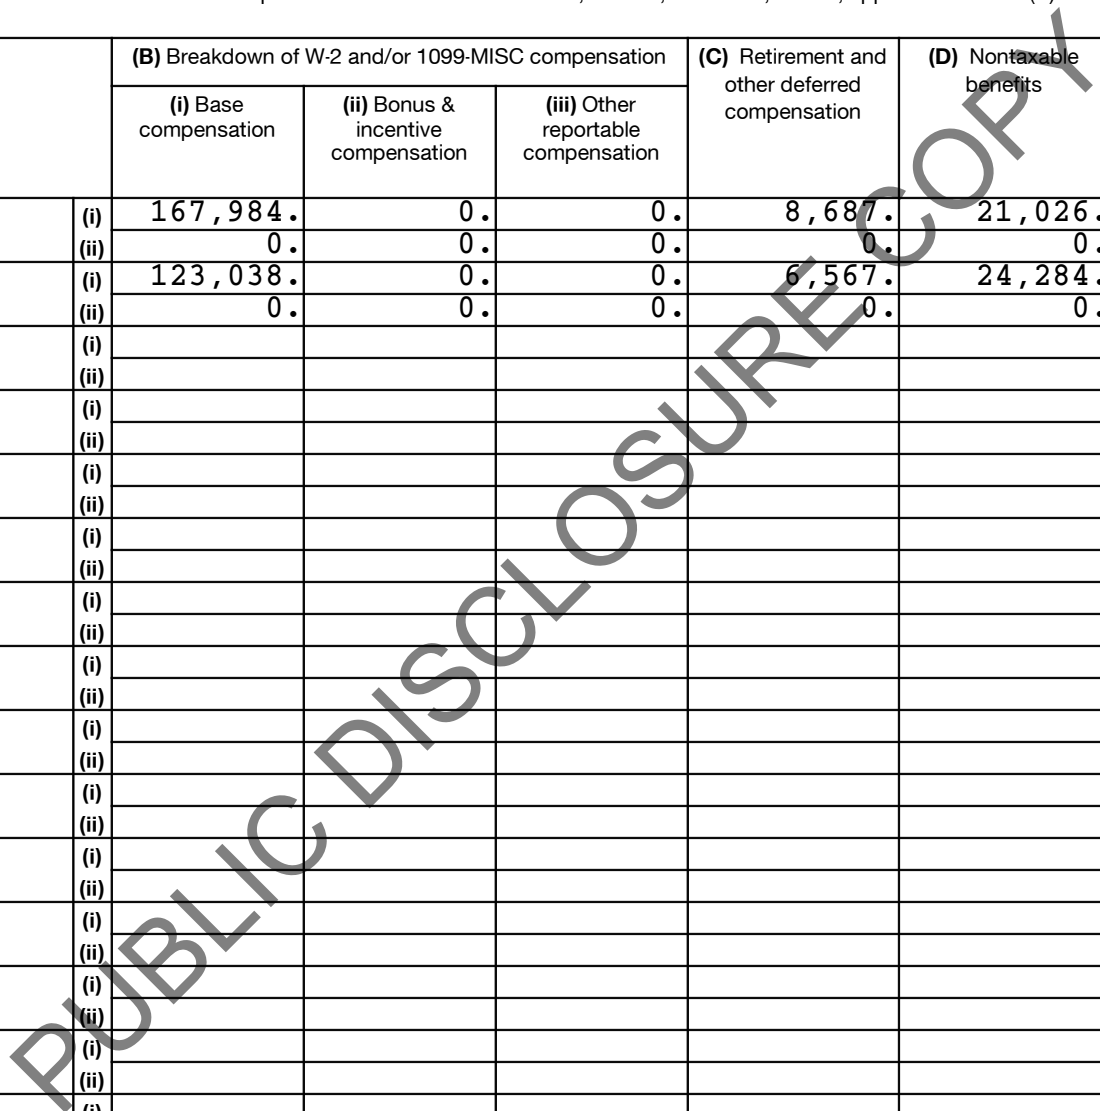 (B) Breakdown of W-2 and/or 1099-MISC compensation
(C) Retirement and
other deferred
compensation
(D) Nontaxable
benefits
(i) Base
compensation
(ii) Bonus &
incentive
compensation
(iii) Other
reportable
compensation
(i) 167,984. 0. 0. 8,687. 21,026.
(ii) 0. 0. 0. 0. 0.
(i) 123,038. 0. 0. 6,567. 24,284.
(ii) 0. 0. 0. 0. 0.
(i)
(ii)
(i)
(ii)
(i)
(ii)
(i)
(ii)
(i)
(ii)
(i)
(ii)
(i)
(ii)
(i)
(ii)
(i)
(ii)
(i)
(ii)
(i)
(ii)
(i)
(ii)
(i)
PUBLIC DISCLOSURE COPY